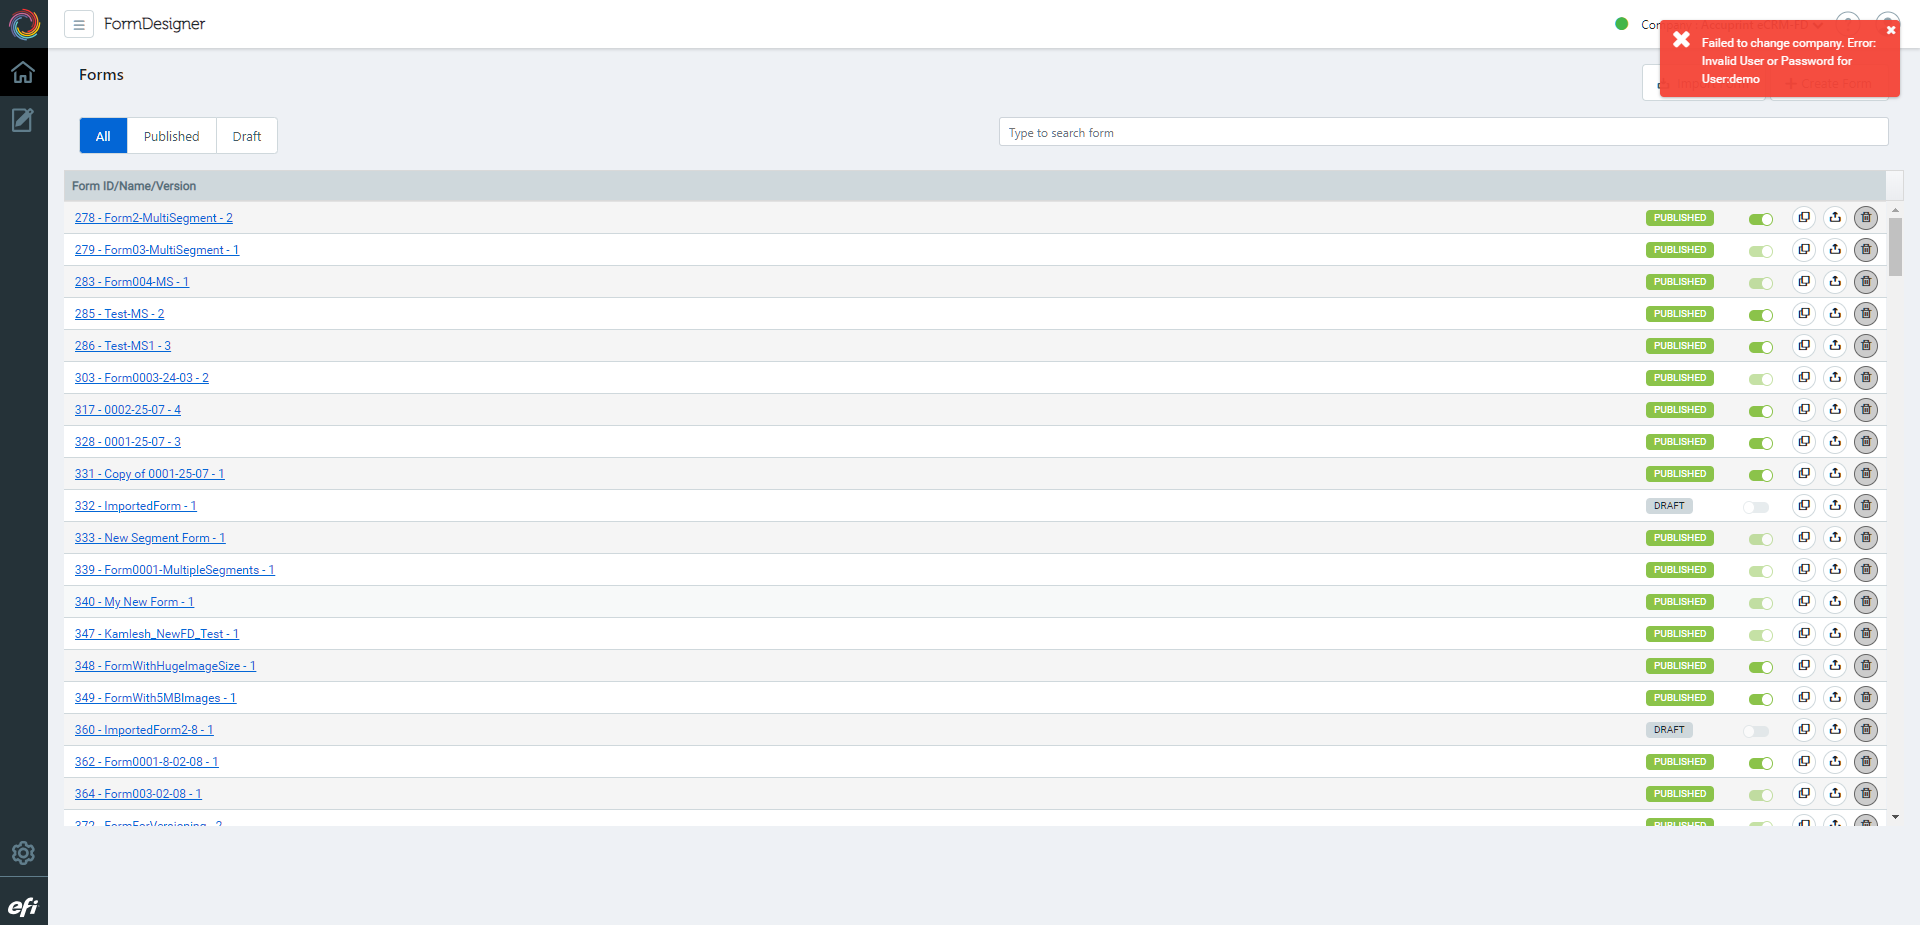 FormDesigner
Failed to change company. Error:
Invalid User or Password for
User:demo
Forms
All
Published
Draft
Type to search form
Form ID/Name/Version
278 - Form2-MultiSegment - 2
PUBLISHED
279 - Form03-MultiSegment - 1
PUBLISHED
283 - Form004-MS - 1
PUBLISHED
285 - Test-MS - 2
PUBLISHED
286 - Test-MS1 - 3
PUBLISHED
303 - Form0003-24-03 - 2
PUBLISHED
317 - 0002-25-07 - 4
PUBLISHED
328 - 0001-25-07 - 3
PUBLISHED
331 - Copy of 0001-25-07 - 1
PUBLISHED
332 - ImportedForm - 1
DRAFT
333 - New Segment Form - 1
PUBLISHED
339 - Form0001-MultipleSegments - 1
PUBLISHED
340 - My New Form - 1
PUBLISHED
347 - Kamlesh_NewFD_Test - 1
PUBLISHED
348 - FormWithHugeImageSize - 1
PUBLISHED
349 - FormWith5MBImages - 1
PUBLISHED
360 - ImportedForm2-8 - 1
DRAFT
362 - Form0001-8-02-08 - 1
PUBLISHED
364 - Form003-02-08 - 1
PUBLISHED
372 - FormForVersioning - 2
PUBLISHED
efi